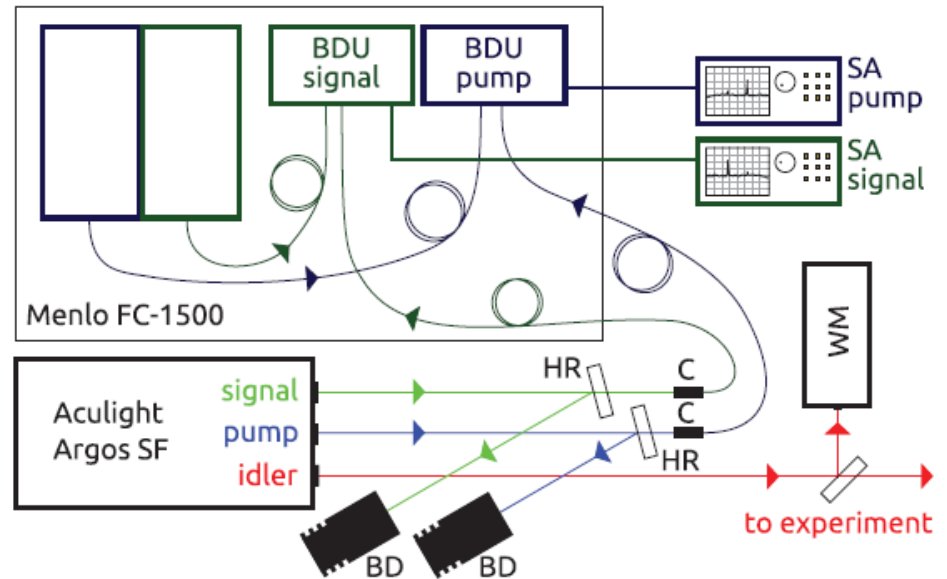 BDU
signal
BDU
pump
SA
pump
SA
signal
Menlo FC-1500
WM
Aculight
Argos SF
signal
pump
idler
HR
C
C
HR
to experiment
BD
BD